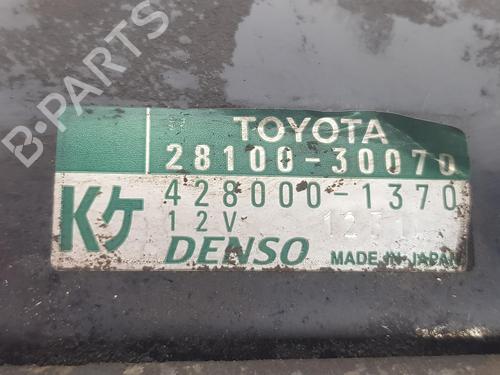 B-PARTS
TOYOTA
28100-30070
Kケ
428000-1370
12V
DENSO
MADE IN JAPAN